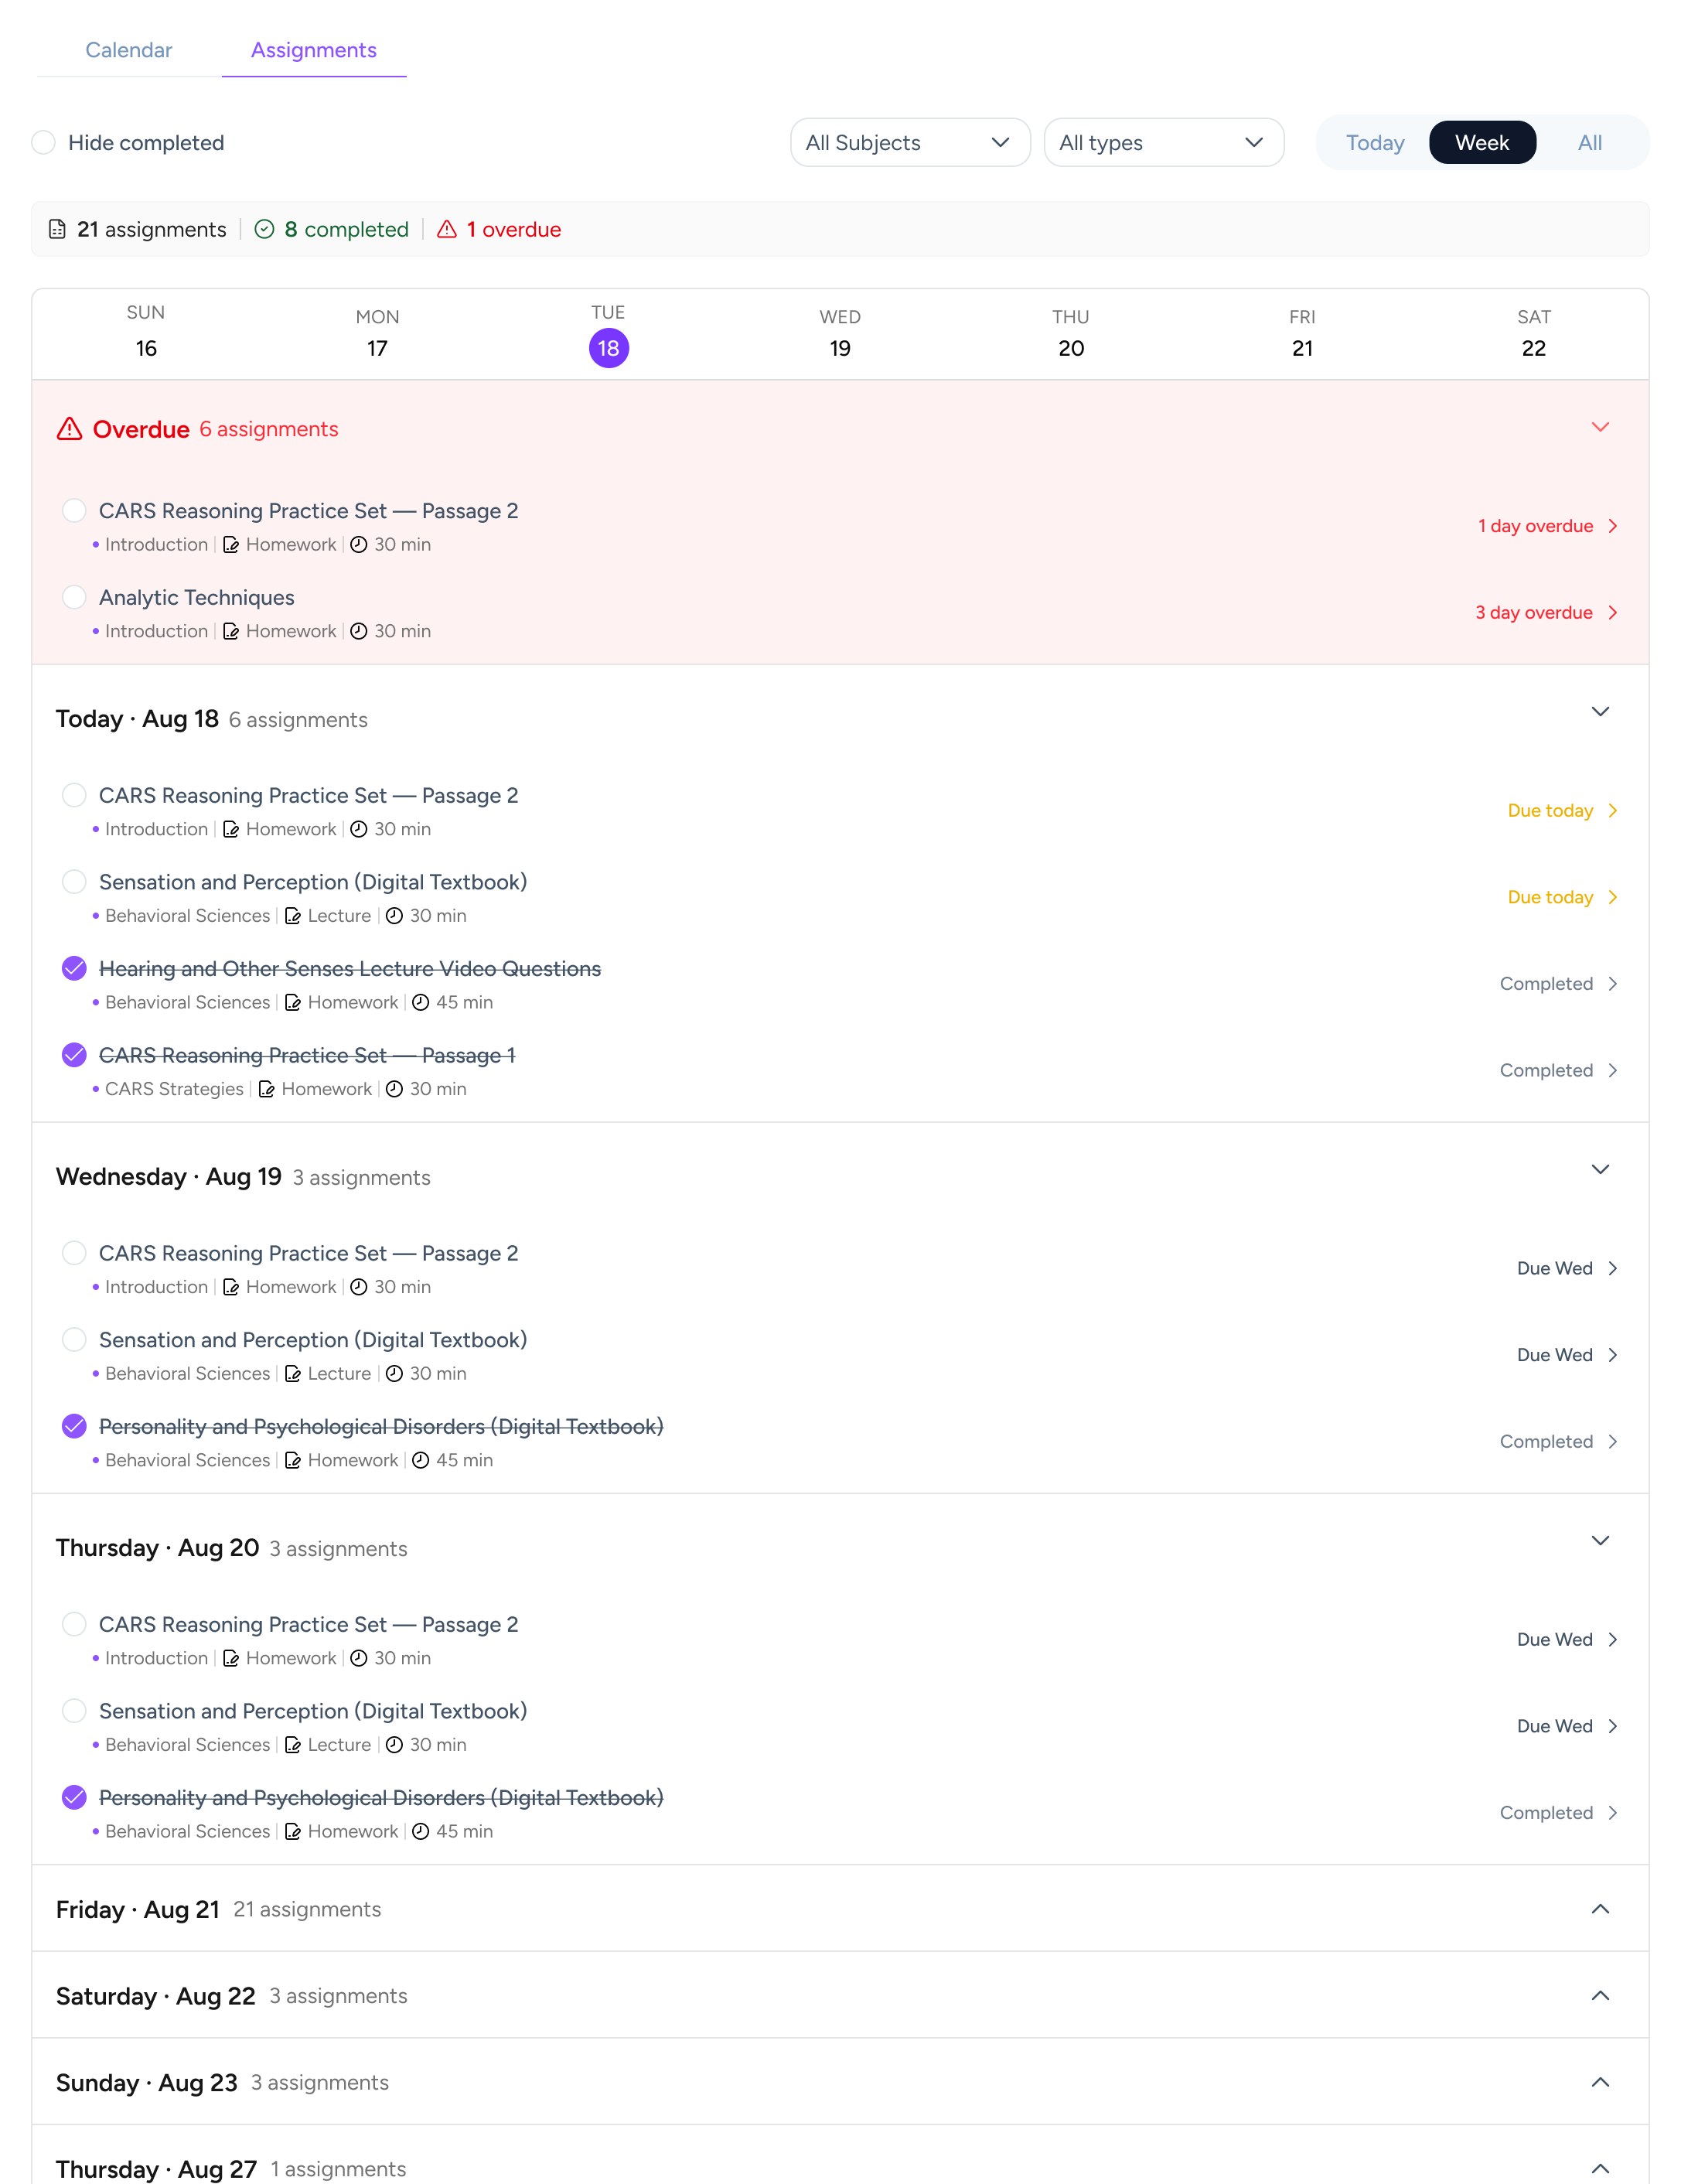 Calendar Assignments
Hide completed All Subjects All types Today Week All
21 assignments 8 completed 1 overdue
SUN MON TUE WED THU FRI SAT
16 17 18 19 20 21 22
Overdue 6 assignments
CARS Reasoning Practice Set — Passage 2
Introduction Homework 30 min
1 day overdue
Analytic Techniques
Introduction Homework 30 min
3 day overdue
Today · Aug 18 6 assignments
CARS Reasoning Practice Set — Passage 2
Introduction Homework 30 min
Due today
Sensation and Perception (Digital Textbook)
Behavioral Sciences Lecture 30 min
Due today
Hearing and Other Senses Lecture Video Questions
Behavioral Sciences Homework 45 min
Completed
CARS Reasoning Practice Set — Passage 1
CARS Strategies Homework 30 min
Completed
Wednesday · Aug 19 3 assignments
CARS Reasoning Practice Set — Passage 2
Introduction Homework 30 min
Due Wed
Sensation and Perception (Digital Textbook)
Behavioral Sciences Lecture 30 min
Due Wed
Personality and Psychological Disorders (Digital Textbook)
Behavioral Sciences Homework 45 min
Completed
Thursday · Aug 20 3 assignments
CARS Reasoning Practice Set — Passage 2
Introduction Homework 30 min
Due Wed
Sensation and Perception (Digital Textbook)
Behavioral Sciences Lecture 30 min
Due Wed
Personality and Psychological Disorders (Digital Textbook)
Behavioral Sciences Homework 45 min
Completed
Friday · Aug 21 21 assignments
Saturday · Aug 22 3 assignments
Sunday · Aug 23 3 assignments
Thursday · Aug 27 1 assignments